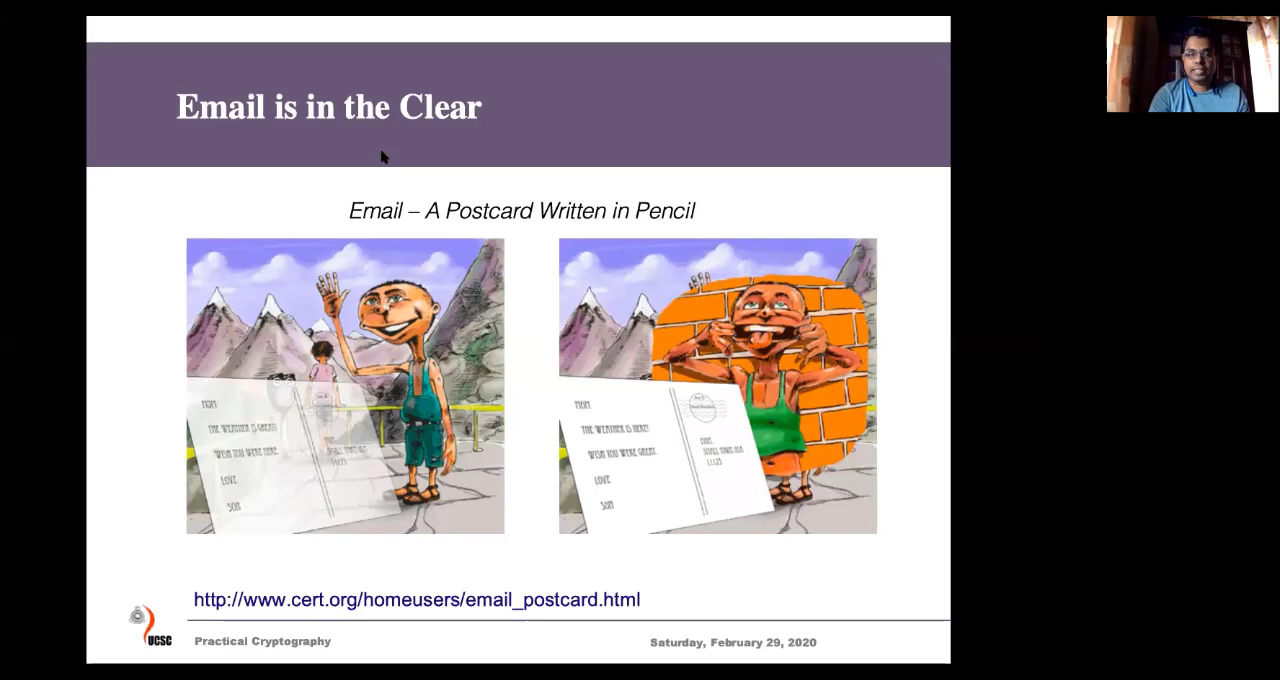 Email is in the Clear
Email – A Postcard Written in Pencil
MOM
THE WEATHER IS GREAT!
WISH YOU WERE HERE.
LOVE
SON
MOM
THE WEATHER IS HERE!
WISH YOU WERE GREAT.
LOVE
SON
11123
http://www.cert.org/homeusers/email_postcard.html
UCSC
Practical Cryptography
Saturday, February 29, 2020